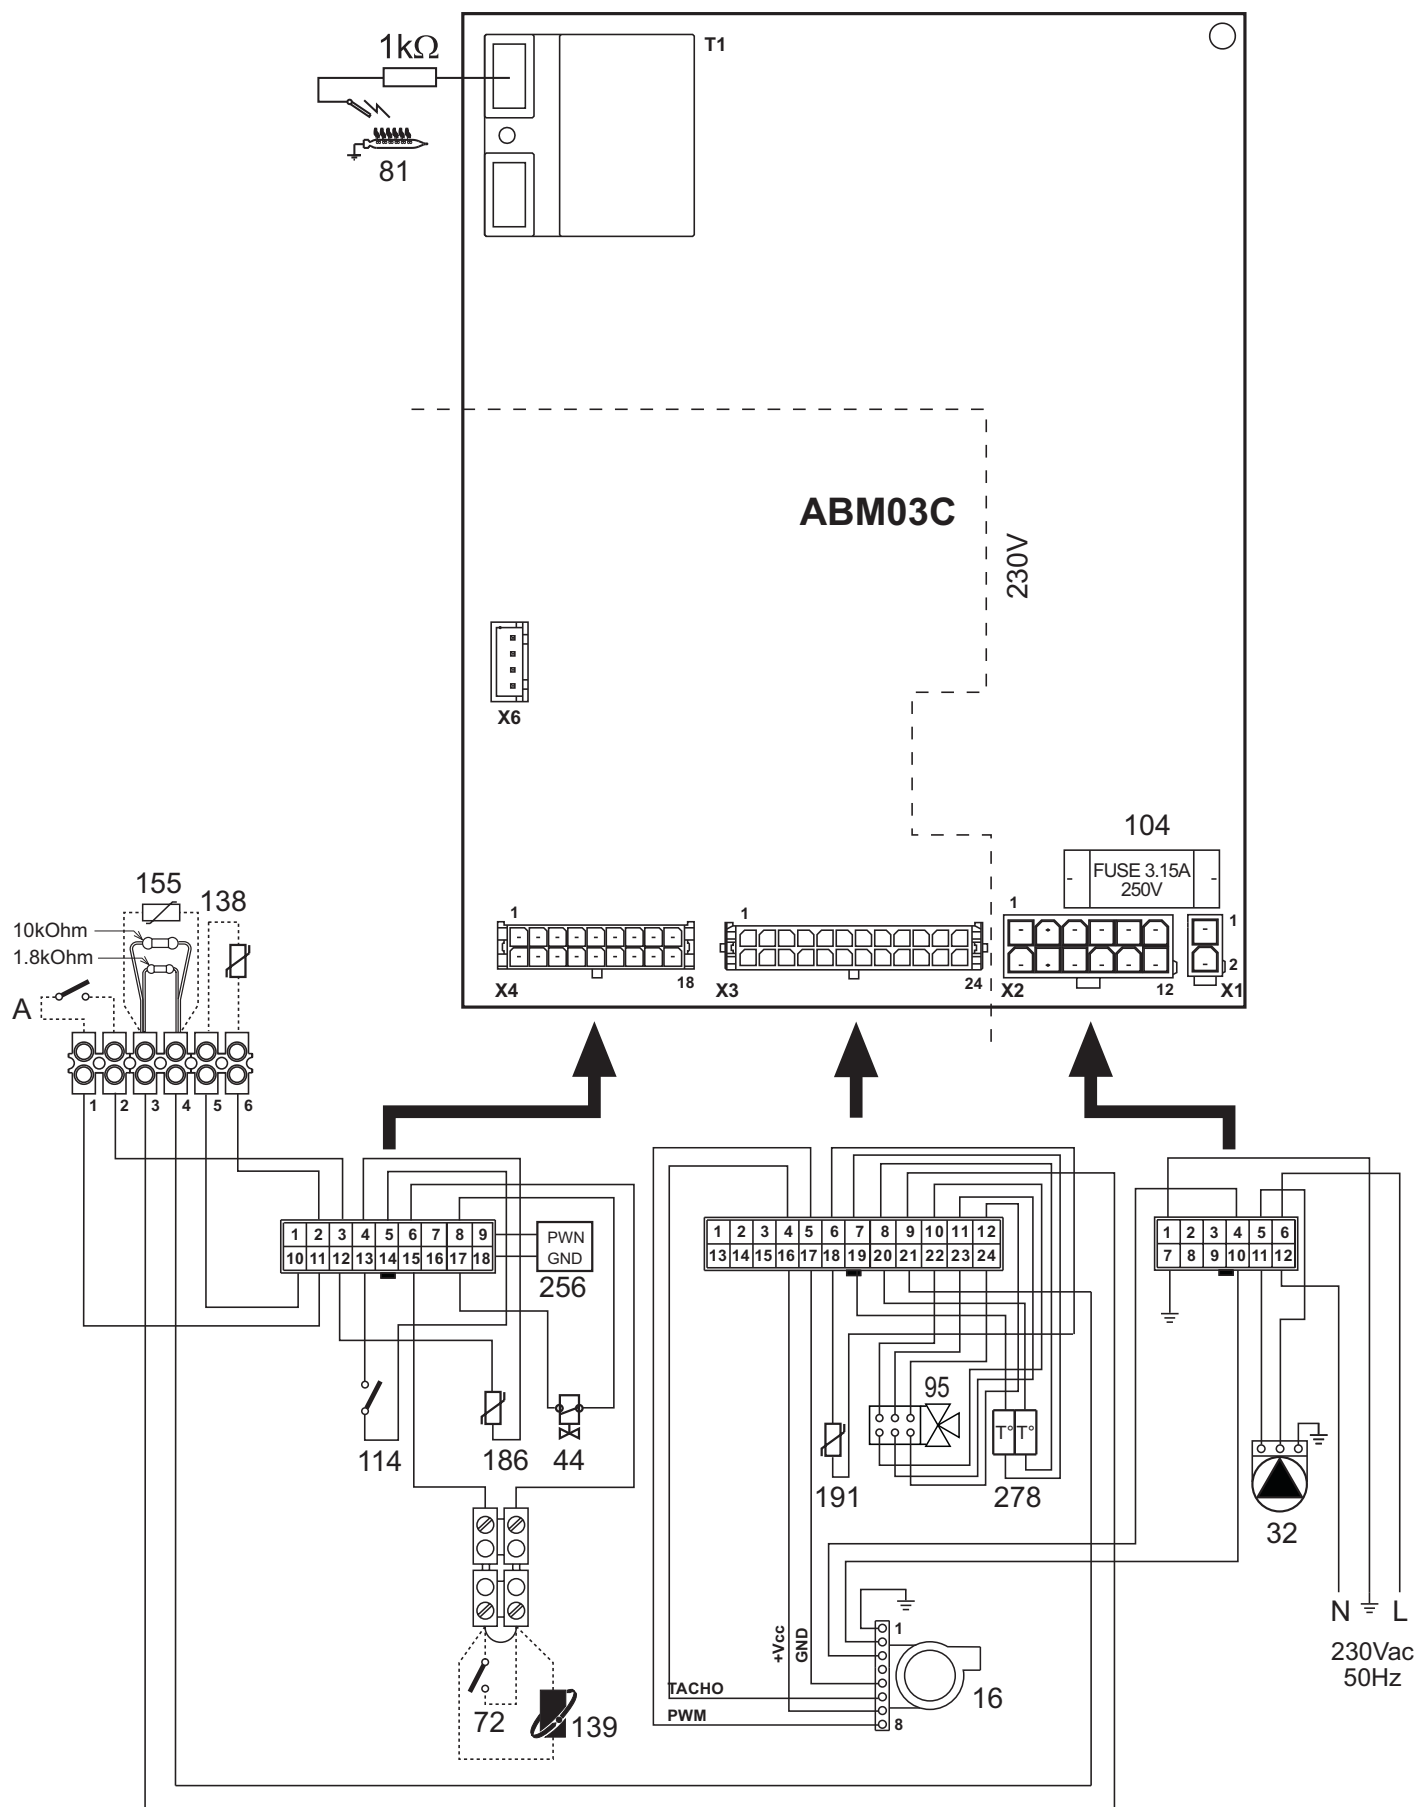 1kΩ
T1
81
ABM03C
230V
X6
104
FUSE 3.15A
250V
155
138
10kOhm
1.8kOhm
A
1
1
1
1
X4
18
X3
24
X2
12
2
X1
1 2 3 4 5 6
1 2 3 4 5 6 7 8 9
10 11 12 13 14 15 16 17 18
PWN
GND
256
1 2 3 4 5 6 7 8 9 10 11 12
13 14 15 16 17 18 19 20 21 22 23 24
1 2 3 4 5 6
7 8 9 10 11 12
95
T° T°
114
186
44
191
278
32
N L
230Vac
50Hz
+Vcc
GND
TACHO
PWM
1
8
16
72
139